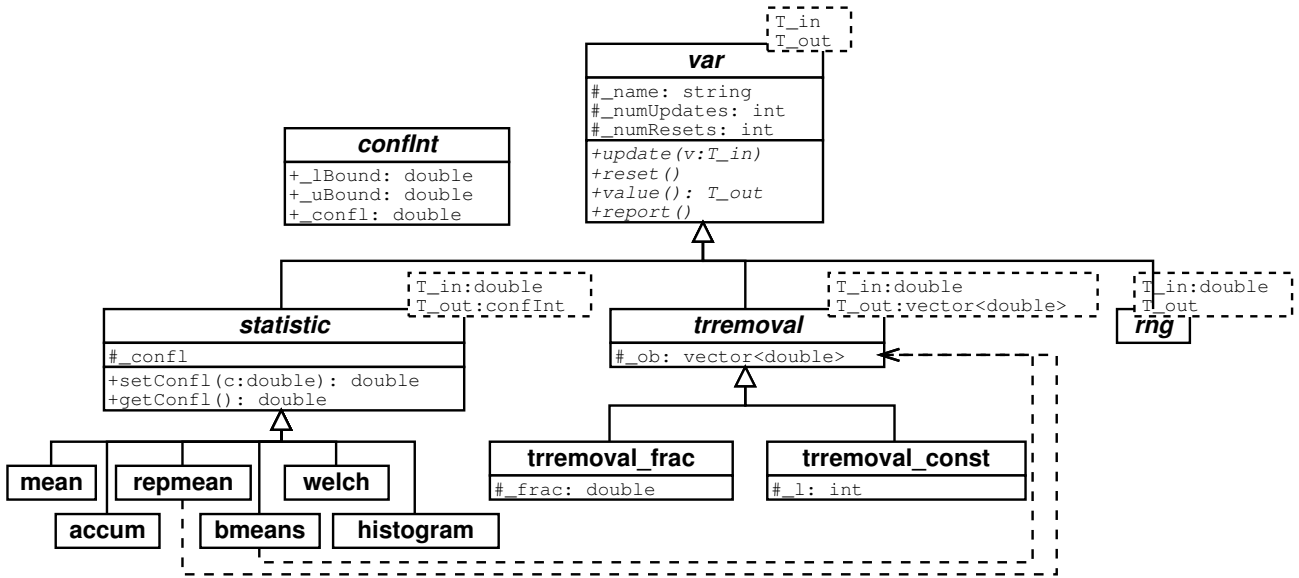 T_in
T_out
var
#_name: string
#_numUpdates: int
#_numResets: int
+update(v:T_in)
+reset()
+value(): T_out
+report()
confInt
+_lBound: double
+_uBound: double
+_confl: double
T_in:double
T_out:confInt
statistic
#_confl
+setConfl(c:double): double
+getConfl(): double
T_in:double
T_out:vector<double>
trremoval
#_ob: vector<double>
T_in:double
T_out
rng
mean
repmean
welch
accum
bmeans
histogram
trremoval_frac
#_frac: double
trremoval_const
#_l: int